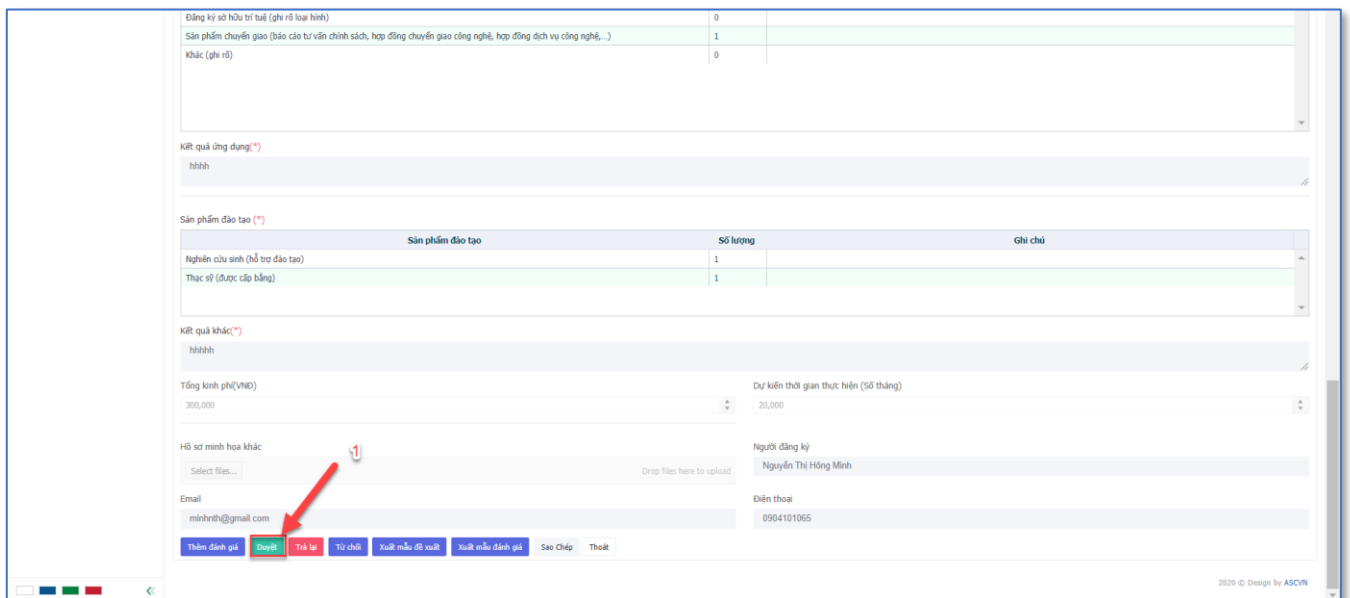 Đăng ký sở hữu trí tuệ (ghi rõ loại hình) 0
Sản phẩm chuyển giao (báo cáo tư vấn chính sách, hợp đồng chuyển giao công nghệ, hợp đồng dịch vụ công nghệ,...) 1
Khác (ghi rõ) 0
Kết quả ứng dụng(*)
hhhh
Sản phẩm đào tạo (*)
Sản phẩm đào tạo Số lượng Ghi chú
Nghiên cứu sinh (hỗ trợ đào tạo) 1
Thạc sỹ (được cấp bằng) 1
Kết quả khác(*)
hhhhh
Tổng kinh phí(VNĐ) Dự kiến thời gian thực hiện (Số tháng)
300,000 20,000
Hồ sơ minh họa khác 1 Người đăng ký
Select files... Drop files here to upload Nguyễn Thị Hồng Minh
Email Điện thoại
minhnth@gmail.com 0904101065
Thêm đánh giá Duyệt Trả lại Từ chối Xuất mẫu đề xuất Xuất mẫu đánh giá Sao Chép Thoát
2020 © Design by ASCVN